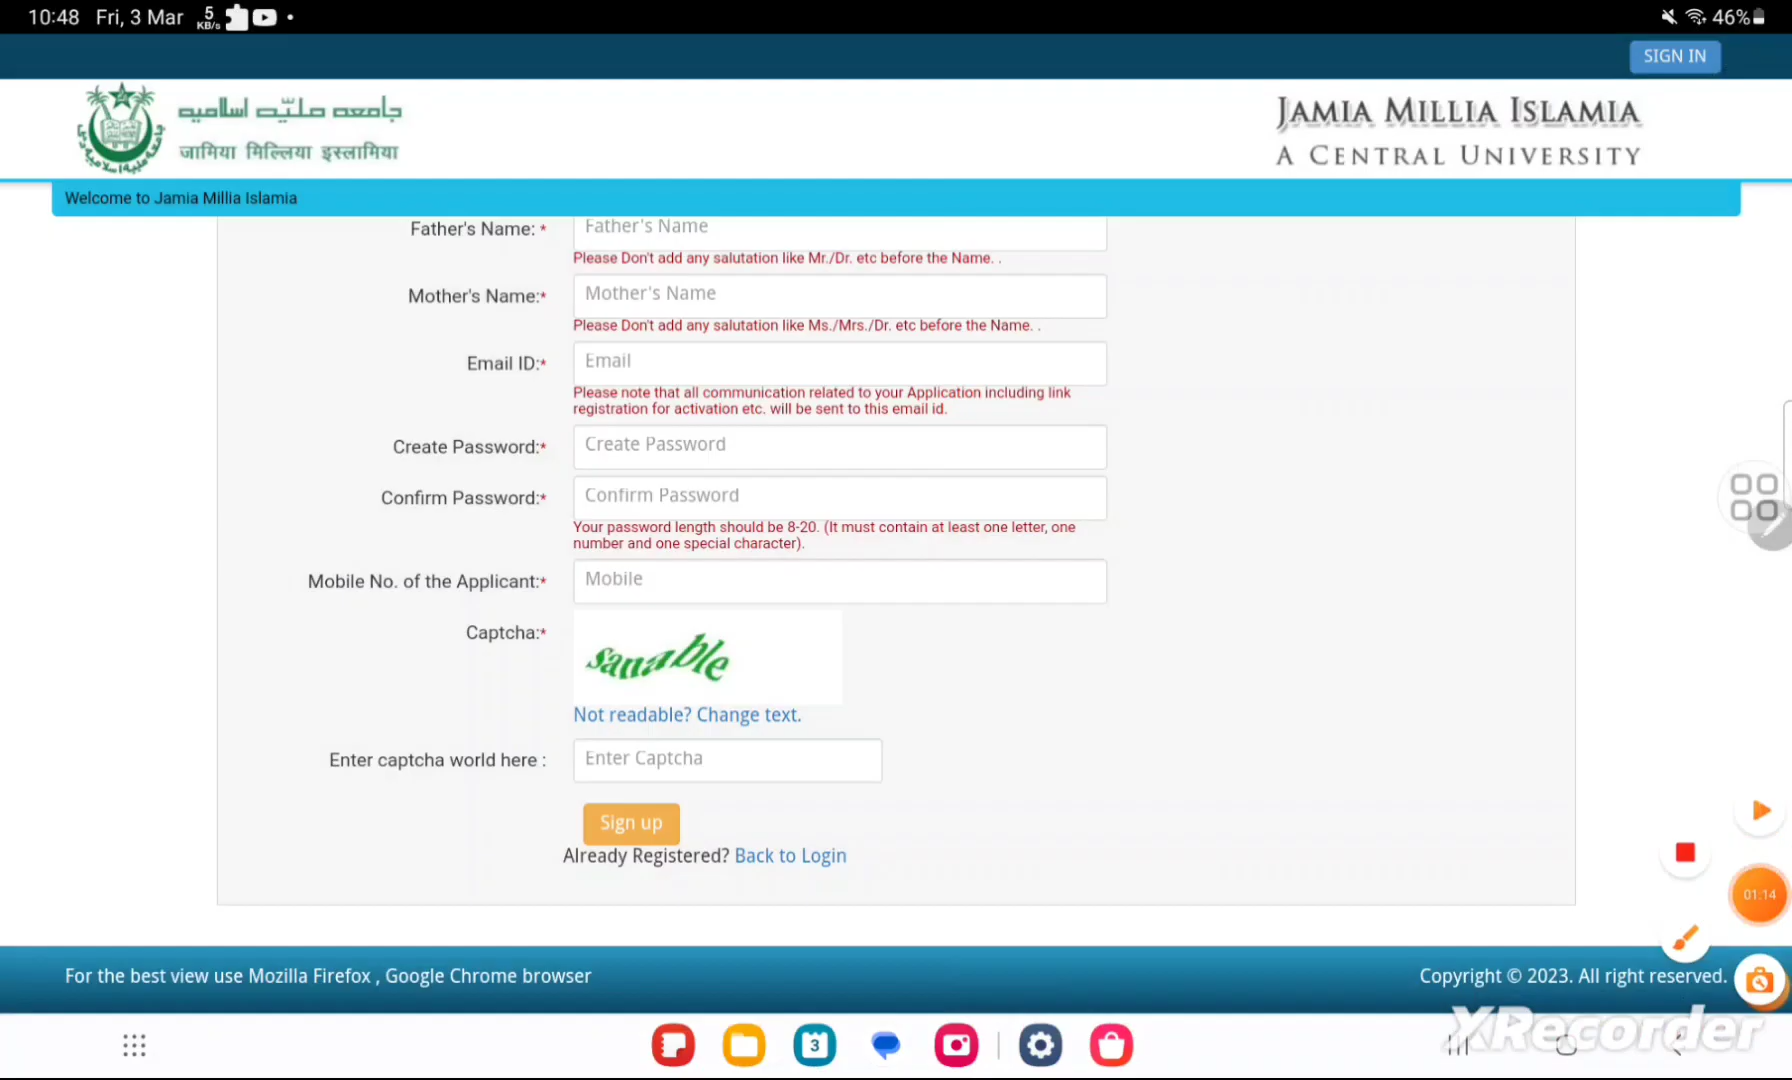 10:48 Fri, 3 Mar 5 KB/s 46%
SIGN IN
جامعہ ملیّہ اسلامیہ
जामिया मिल्लिया इस्लामिया
JAMIA MILLIA ISLAMIA
A CENTRAL UNIVERSITY
Welcome to Jamia Millia Islamia
Father's Name: * Father's Name
Please Don't add any salutation like Mr./Dr. etc before the Name. .
Mother's Name:* Mother's Name
Please Don't add any salutation like Ms./Mrs./Dr. etc before the Name. .
Email ID:* Email
Please note that all communication related to your Application including link
registration for activation etc. will be sent to this email id.
Create Password:* Create Password
Confirm Password:* Confirm Password
Your password length should be 8-20. (It must contain at least one letter, one
number and one special character).
Mobile No. of the Applicant:* Mobile
Captcha:* sanable
Not readable? Change text.
Enter captcha world here : Enter Captcha
Sign up
Already Registered? Back to Login
01:14
For the best view use Mozilla Firefox , Google Chrome browser
Copyright © 2023. All right reserved.
XRecorder
3